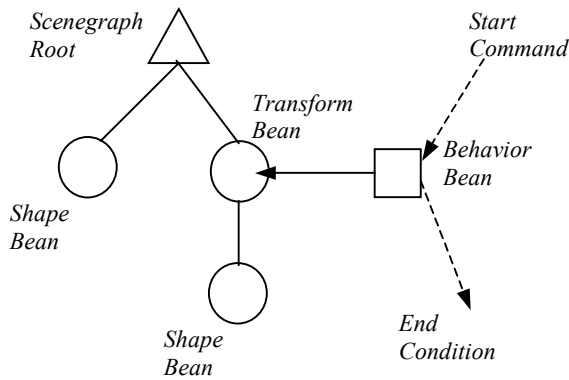 Scenegraph
Root
Start
Command
Transform
Bean
Behavior
Bean
Shape
Bean
End
Condition
Shape
Bean